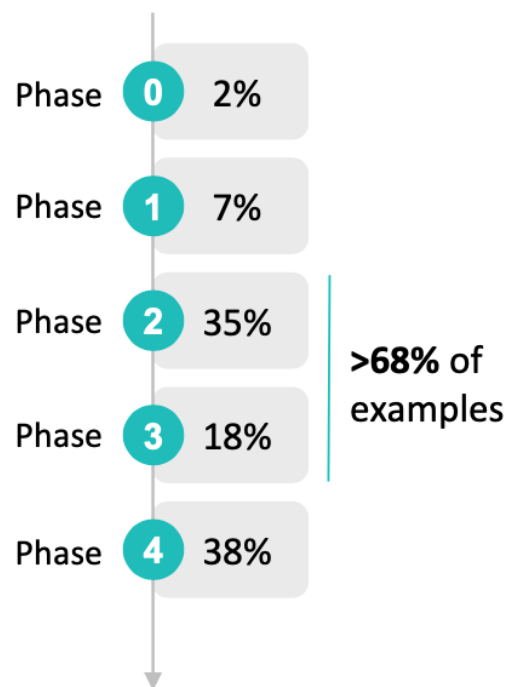 Phase 0 2%
Phase 1 7%
Phase 2 35%
>68% of
examples
Phase 3 18%
Phase 4 38%